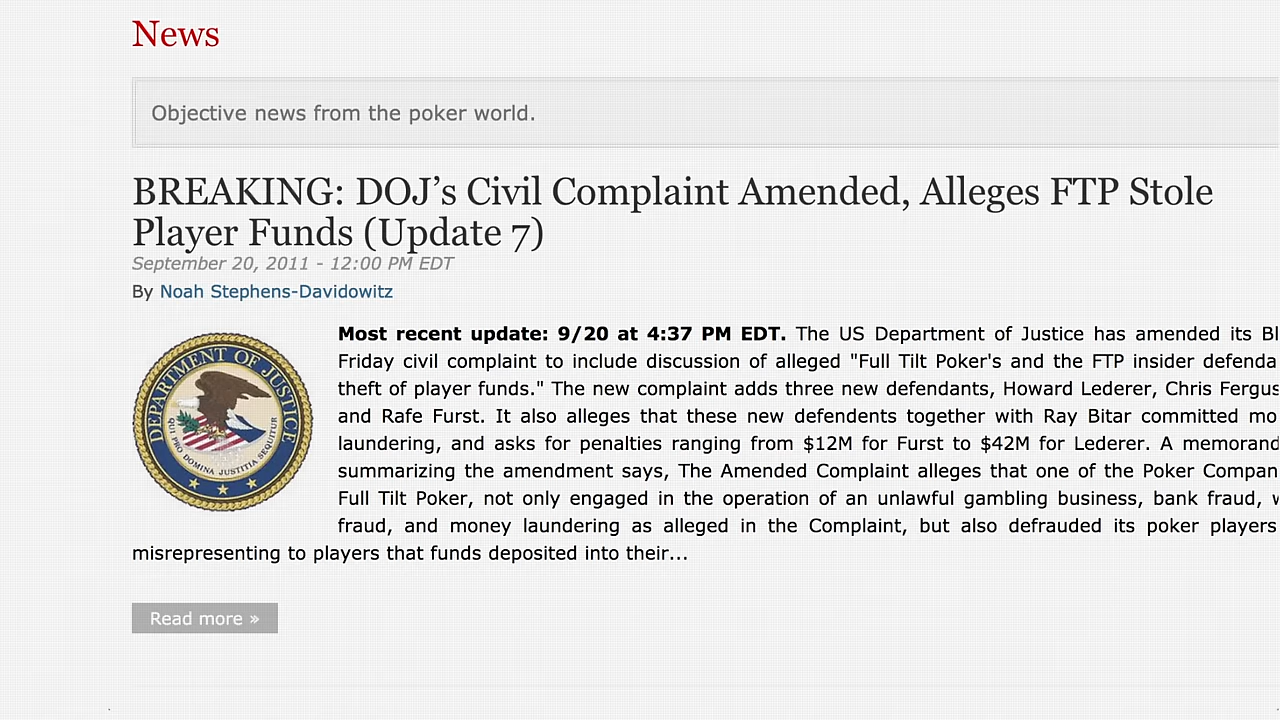 News
Objective news from the poker world.
BREAKING: DOJ’s Civil Complaint Amended, Alleges FTP Stole
Player Funds (Update 7)
September 20, 2011 - 12:00 PM EDT
By Noah Stephens-Davidowitz
Most recent update: 9/20 at 4:37 PM EDT. The US Department of Justice has amended its
Friday civil complaint to include discussion of alleged "Full Tilt Poker's and the FTP insider
theft of player funds." The new complaint adds three new defendants, Howard Lederer, Chris
and Rafe Furst. It also alleges that these new defendents together with Ray Bitar committed
laundering, and asks for penalties ranging from $12M for Furst to $42M for Lederer. A
summarizing the amendment says, The Amended Complaint alleges that one of the Poker
Full Tilt Poker, not only engaged in the operation of an unlawful gambling business, bank fraud,
fraud, and money laundering as alleged in the Complaint, but also defrauded its poker players
misrepresenting to players that funds deposited into their...
DEPARTMENT OF JUSTICE
QUI PRO DOMINA JUSTITIA SEQUITUR
Read more »